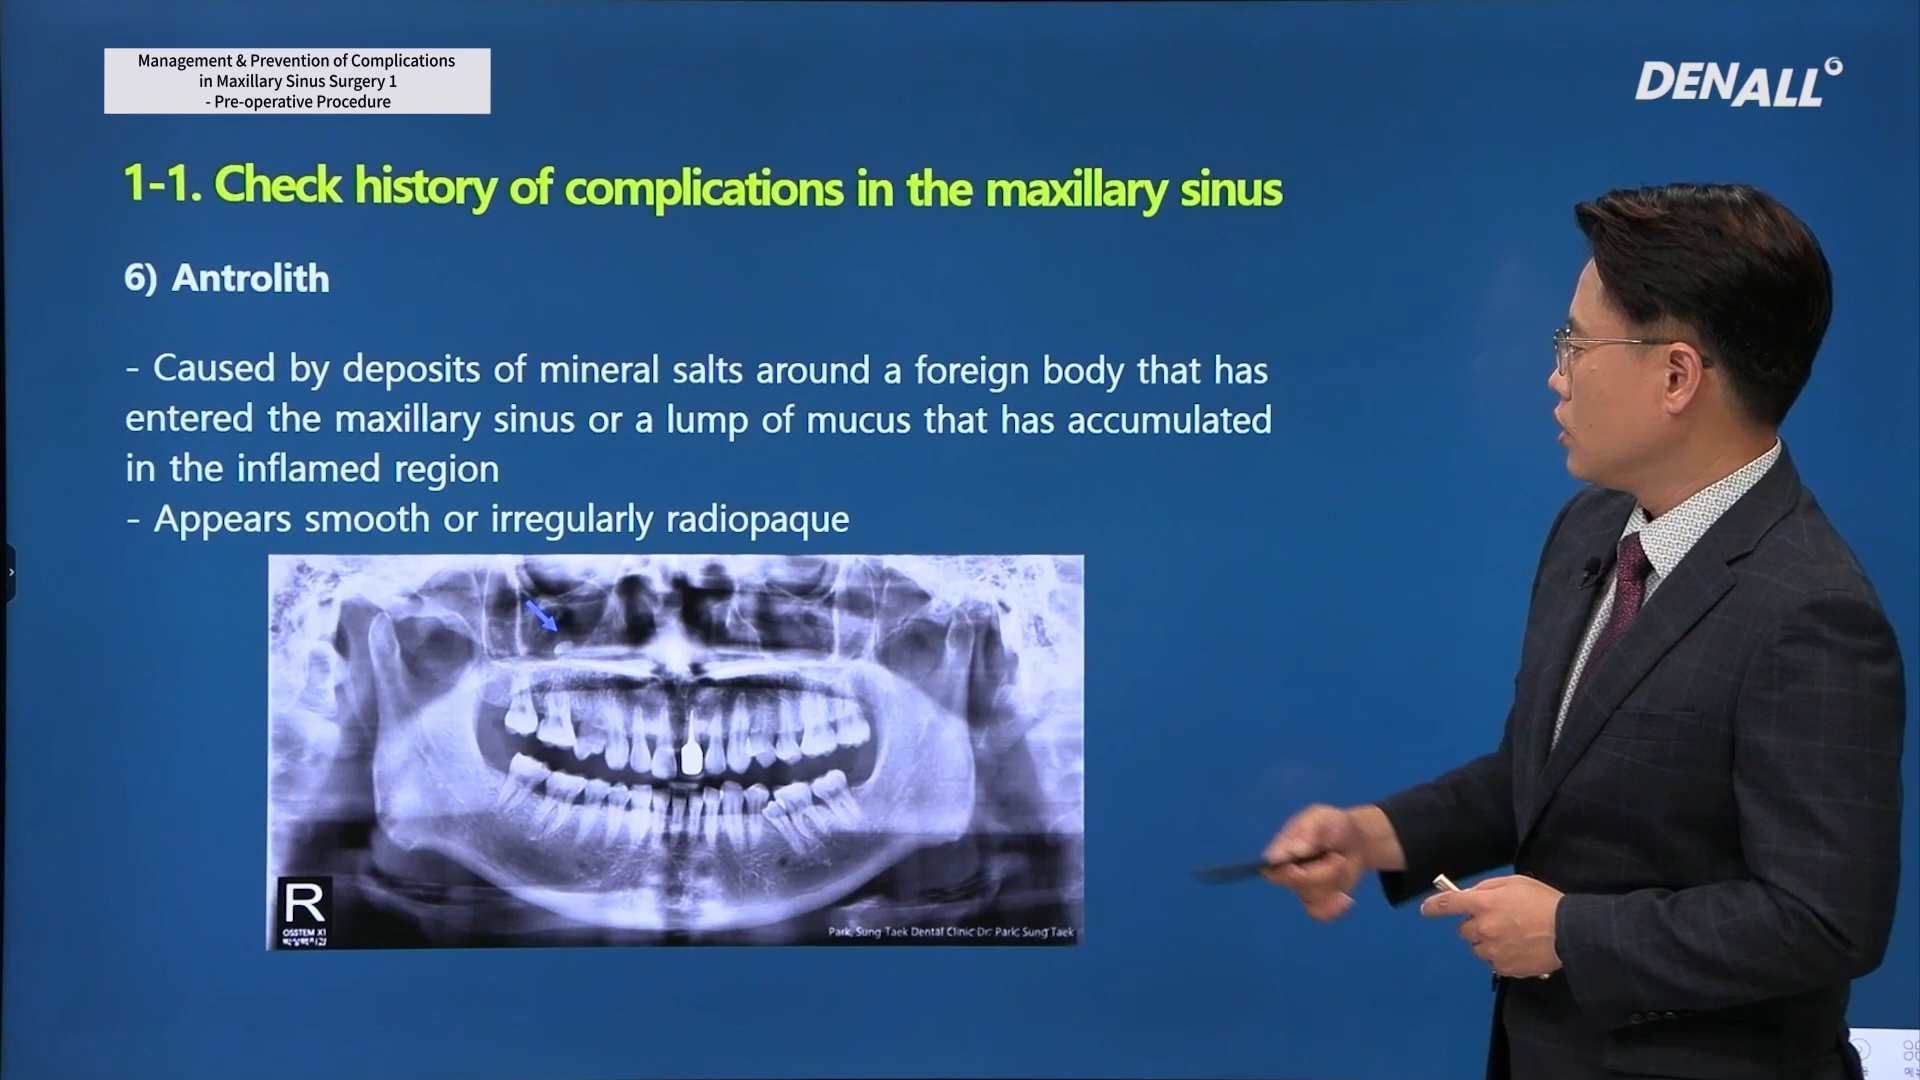 Management & Prevention of Complications
in Maxillary Sinus Surgery 1
- Pre-operative Procedure
DENALL
1-1. Check history of complications in the maxillary sinus
6) Antrolith
- Caused by deposits of mineral salts around a foreign body that has
entered the maxillary sinus or a lump of mucus that has accumulated
in the inflamed region
- Appears smooth or irregularly radiopaque
R
OSSTEM X1
Park, Sung Taek Dental Clinic Dr. Park, Sung Taek